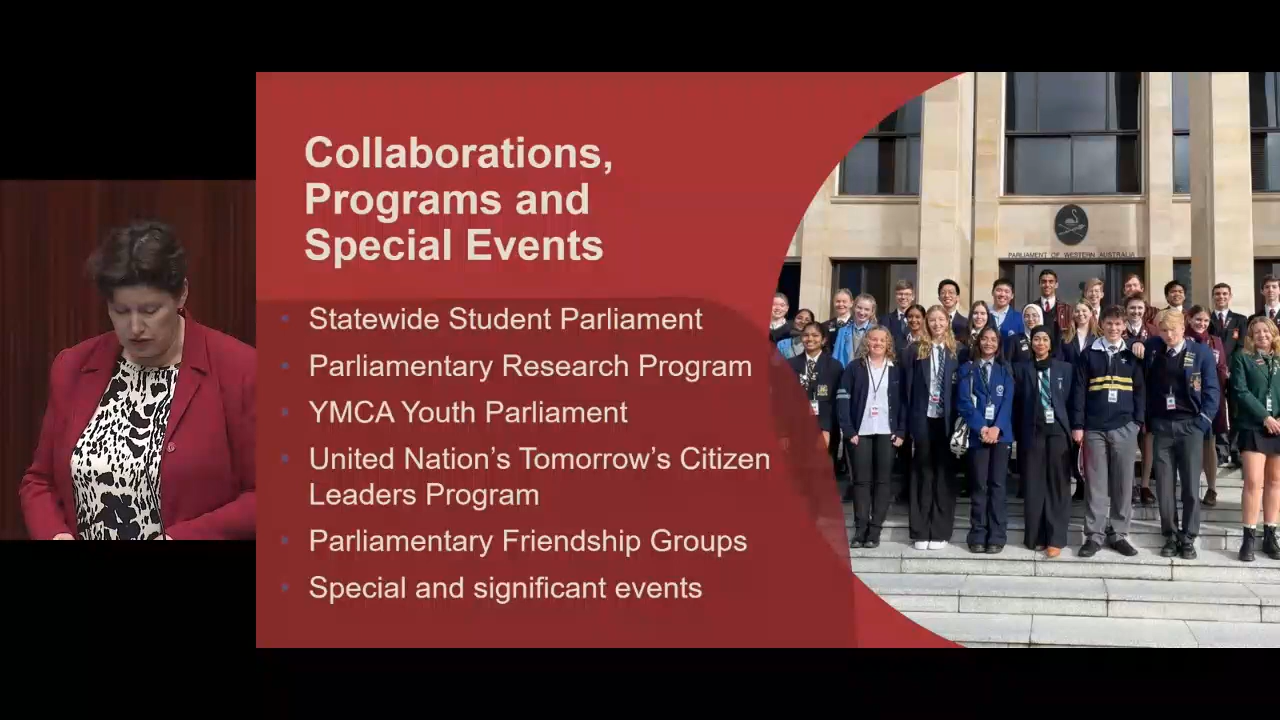 Collaborations,
Programs and
Special Events
Statewide Student Parliament
Parliamentary Research Program
YMCA Youth Parliament
United Nation’s Tomorrow’s Citizen
Leaders Program
Parliamentary Friendship Groups
Special and significant events
PARLIAMENT OF WESTERN AUSTRALIA